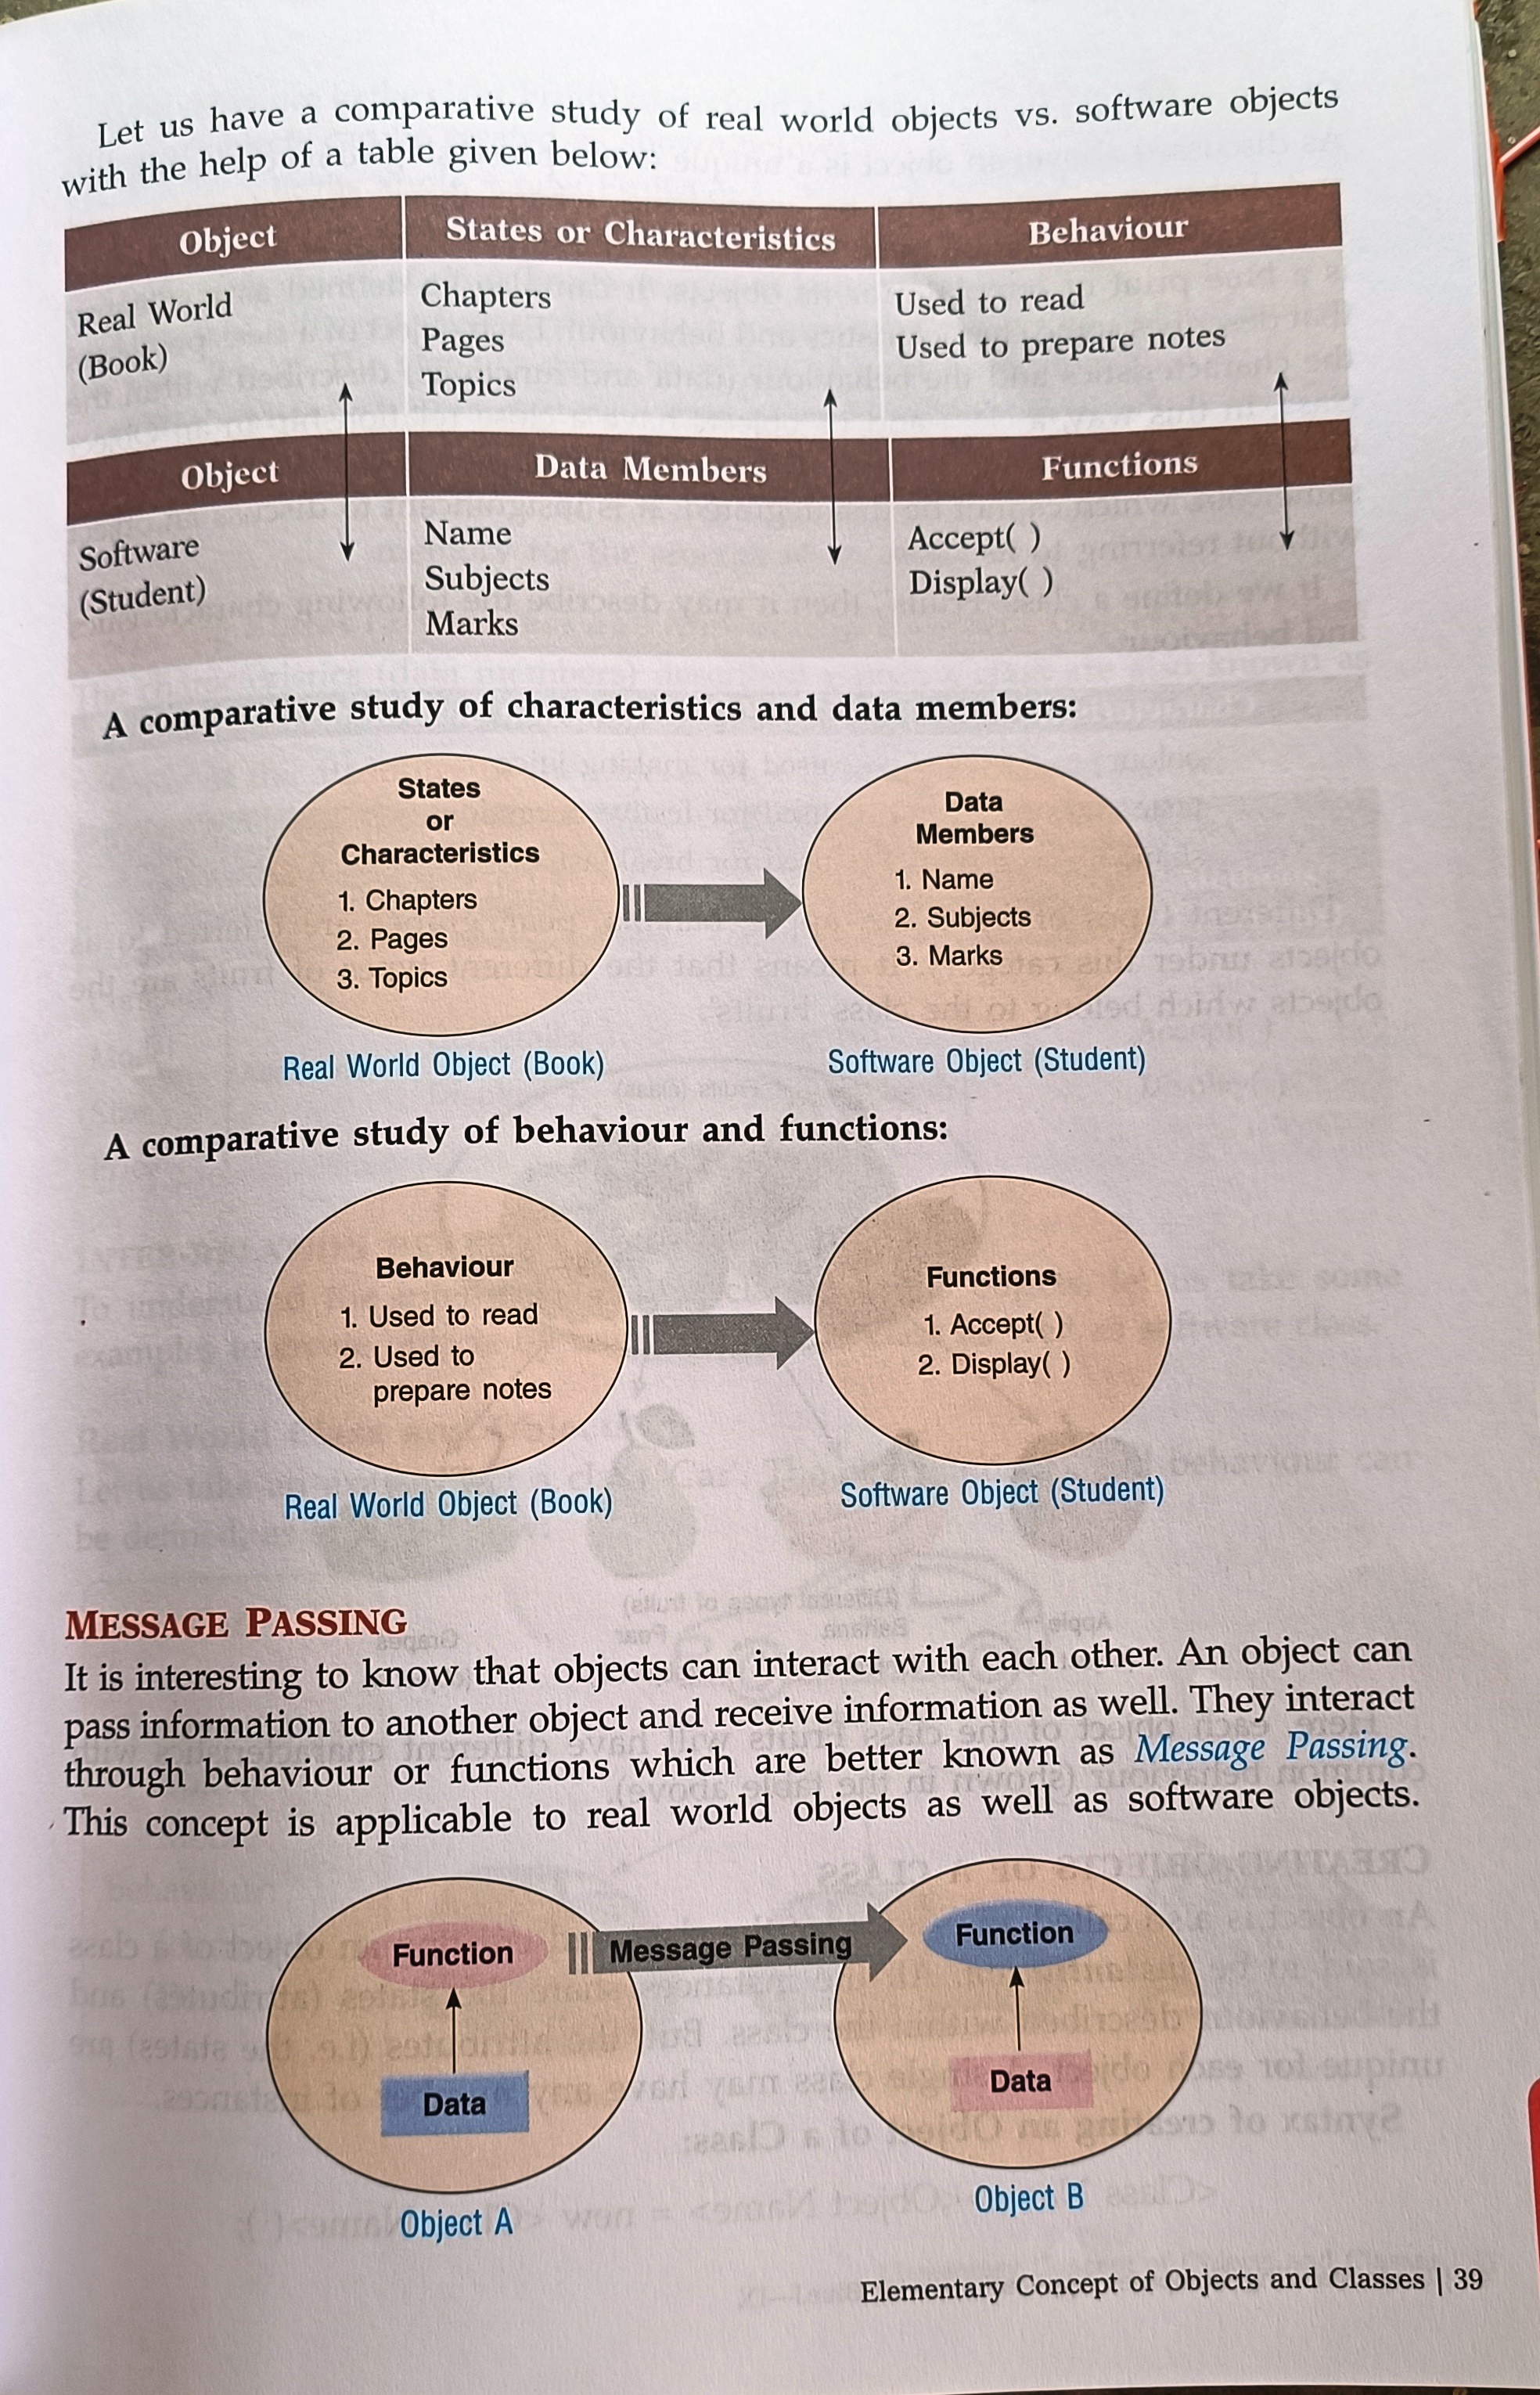 Let us have a comparative study of real world objects vs. software objects
with the help of a table given below:
Object States or Characteristics Behaviour
Real World
(Book)
Chapters
Pages
Topics
Used to read
Used to prepare notes
Object Data Members Functions
Software
(Student)
Name
Subjects
Marks
Accept( )
Display( )
A comparative study of characteristics and data members:
States
or
Characteristics
1. Chapters
2. Pages
3. Topics
Real World Object (Book)
Data
Members
1. Name
2. Subjects
3. Marks
Software Object (Student)
A comparative study of behaviour and functions:
Behaviour
1. Used to read
2. Used to
prepare notes
Real World Object (Book)
Functions
1. Accept( )
2. Display( )
Software Object (Student)
MESSAGE PASSING
It is interesting to know that objects can interact with each other. An object can
pass information to another object and receive information as well. They interact
through behaviour or functions which are better known as Message Passing.
This concept is applicable to real world objects as well as software objects.
Function
Data
Object A
Message Passing
Function
Data
Object B
Elementary Concept of Objects and Classes | 39